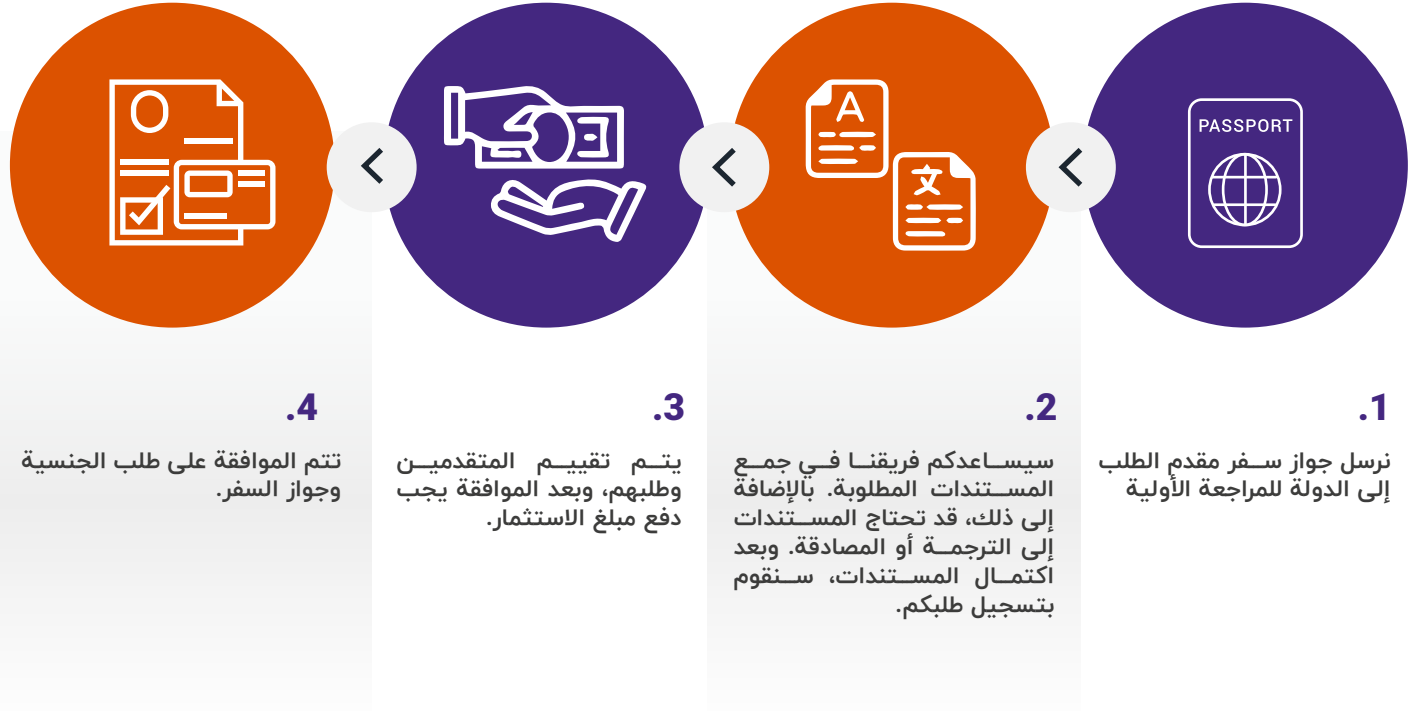 PASSPORT
A
文
1.
نرسل جواز سفر مقدم الطلب
إلى الدولة للمراجعة الأولية
2.
سيساعدكم فريقنا في جمع
المستندات المطلوبة. بالإضافة
إلى ذلك، قد تحتاج المستندات
إلى الترجمة أو المصادقة. وبعد
اكتمال المستندات، سنقوم
بتسجيل طلبكم.
3.
يتم تقييم المتقدمين
وطلبهم، وبعد الموافقة يجب
دفع مبلغ الاستثمار.
4.
تتم الموافقة على طلب الجنسية
وجواز السفر.